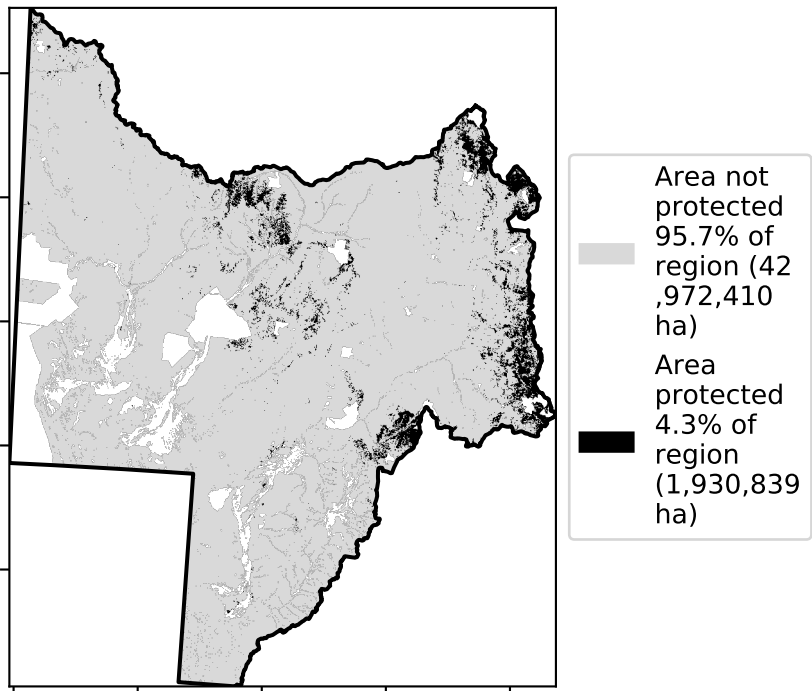 Area not
protected
95.7% of
region (42
,972,410
ha)
Area
protected
4.3% of
region
(1,930,839
ha)